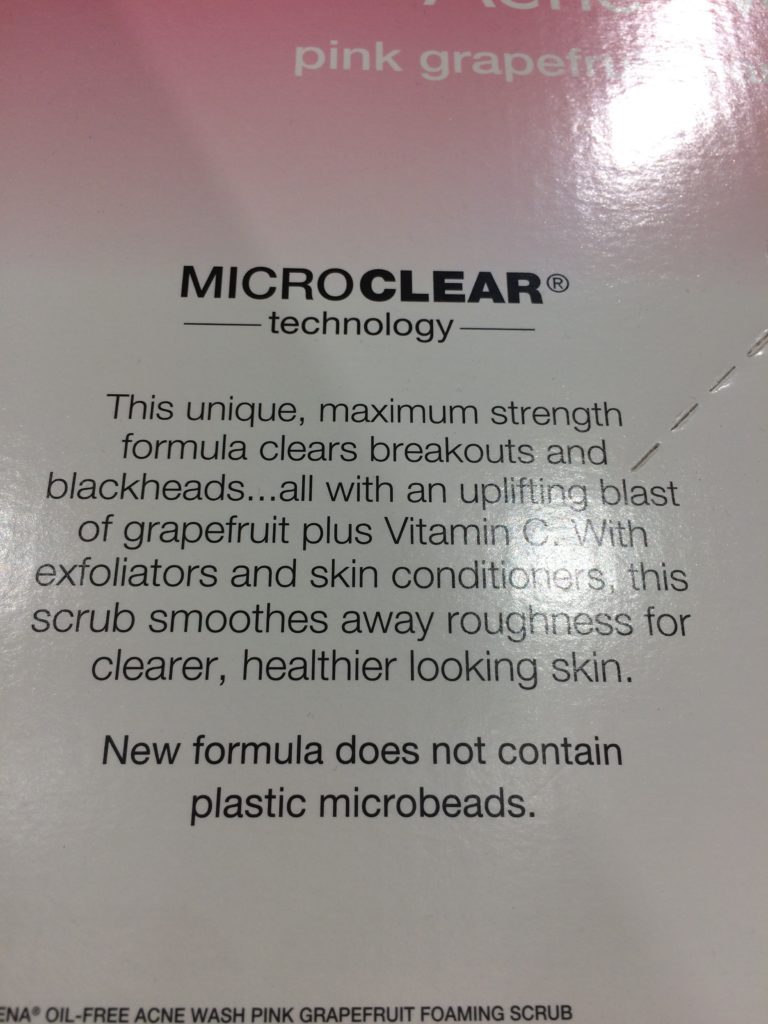 pink
MICROCLEAR®
technology
This unique, maximum strength
formula clears breakouts and
blackheads...all with an uplifting blast
of grapefruit plus Vitamin C. With
exfoliators and skin conditioners, this
scrub smoothes away roughness for
clearer, healthier looking skin.
New formula does not contain
plastic microbeads.
ENA® OIL-FREE ACNE WASH PINK GRAPEFRUIT FOAMING SCRUB